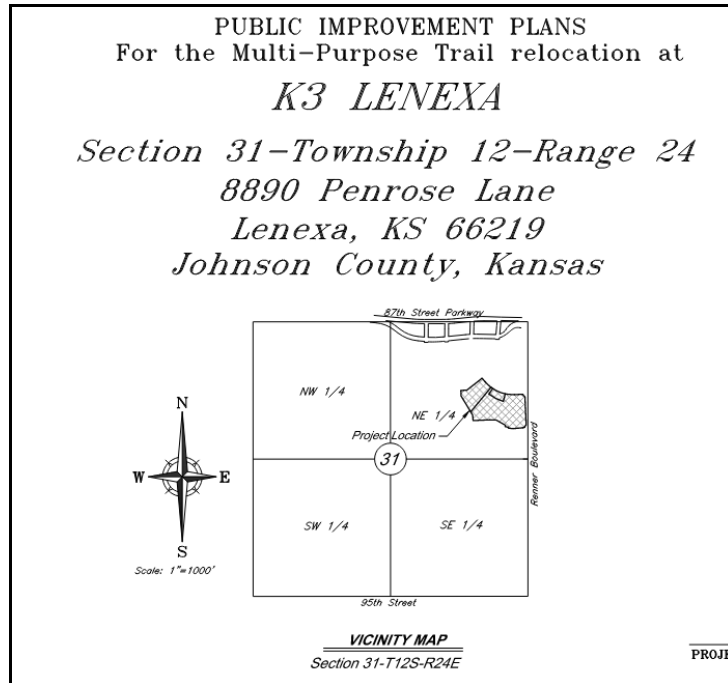 PUBLIC IMPROVEMENT PLANS
For the Multi-Purpose Trail relocation at
K3 LENEXA
Section 31-Township 12-Range 24
8890 Penrose Lane
Lenexa, KS 66219
Johnson County, Kansas
87th Street Parkway
NW 1/4
NE 1/4
Project Location
Renner Boulevard
31
N
W
E
S
Scale: 1"=1000'
SW 1/4
SE 1/4
95th Street
VICINITY MAP
Section 31-T12S-R24E
PROJE